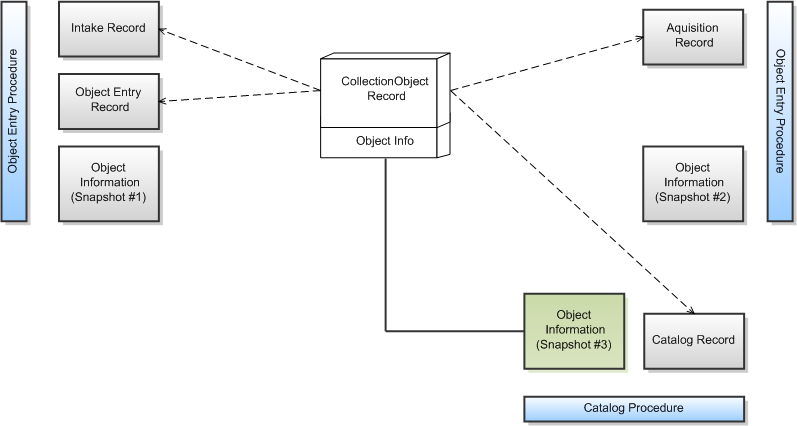 Object Entry Procedure
Intake Record
Object Entry
Record
Object
Information
(Snapshot #1)
CollectionObject
Record
Object Info
Aquisition
Record
Object
Information
(Snapshot #2)
Object Entry Procedure
Object
Information
(Snapshot #3)
Catalog Record
Catalog Procedure